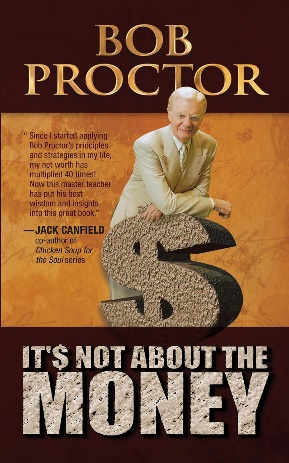 BOB
PROCTOR
“Since I started applying
Bob Proctor's principles
and strategies in my life,
my net worth has
multiplied 40 times!
Now this master teacher
has put his best
wisdom and insights
into this great book.”
—JACK CANFIELD
co-author of
Chicken Soup for
the Soul series
$
IT'$ NOT ABOUT THE
MONEY